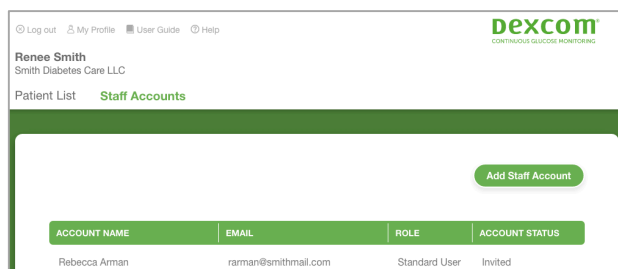 Log out My Profile User Guide Help
Dexcom
CONTINUOUS GLUCOSE MONITORING
Renee Smith
Smith Diabetes Care LLC
Patient List Staff Accounts
Add Staff Account
ACCOUNT NAME EMAIL ROLE ACCOUNT STATUS
Rebecca Arman rarman@smithmail.com Standard User Invited